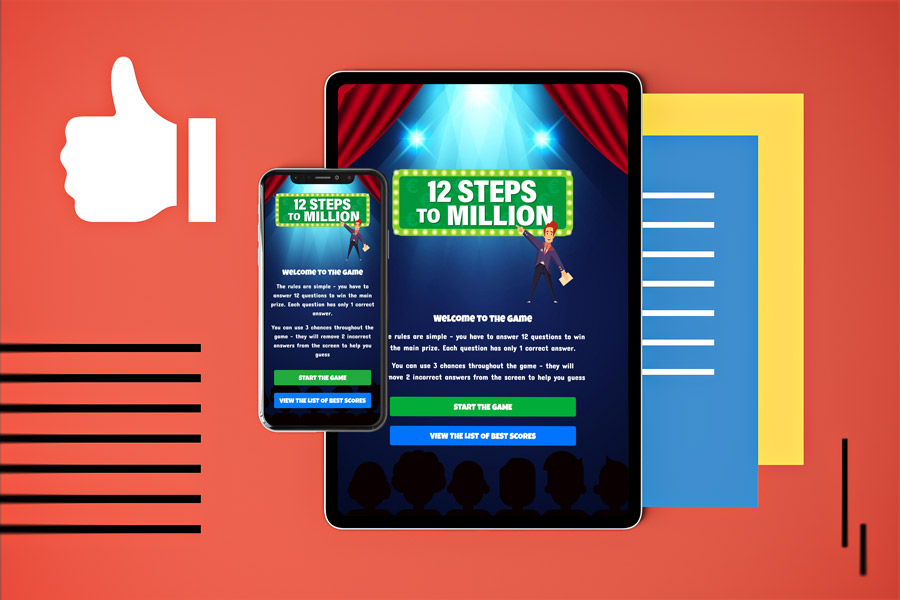 12 STEPS
TO MILLION
WELCOME TO THE GAME
The rules are simple - you have to
answer 12 questions to win the main
prize. Each question has only 1 correct
answer.
You can use 3 chances throughout the
game - they will remove 2 incorrect
answers from the screen to help you
guess
START THE GAME
VIEW THE LIST OF BEST SCORES
12 STEPS
TO MILLION
WELCOME TO THE GAME
rules are simple - you have to answer 12 questions to win
the main prize. Each question has only 1 correct answer.
You can use 3 chances throughout the game - they will
2 incorrect answers from the screen to help you guess
START THE GAME
VIEW THE LIST OF BEST SCORES